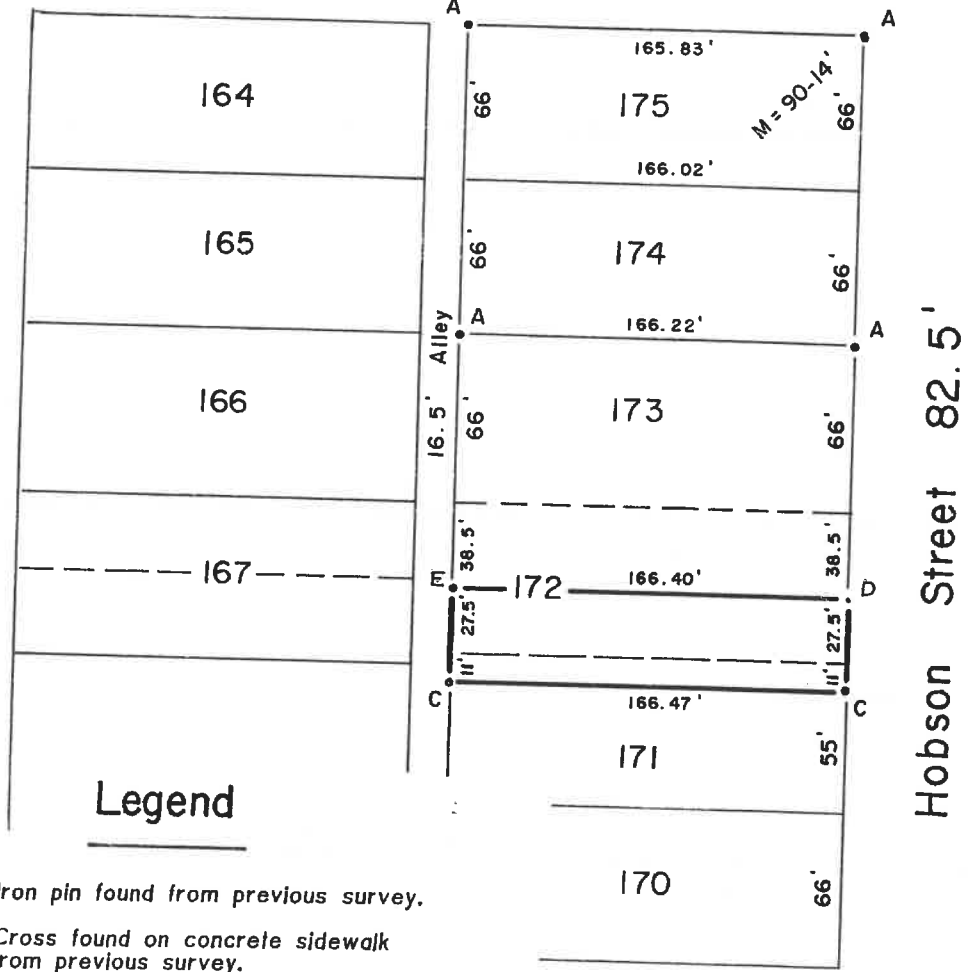 A
A
165.83'
164
66'
175
M = 90-14'
66'
166.02'
165
66'
174
66'
A
166.22'
A
Alley
166
16.5'
66'
173
66'
Hobson Street 82.5'
38.5'
38.5'
167
E
172
166.40'
D
27.5'
27.5'
11'
11'
C
166.47'
C
171
55'
Legend
170
66'
ron pin found from previous survey.
Cross found on concrete sidewalk
rom previous survey.